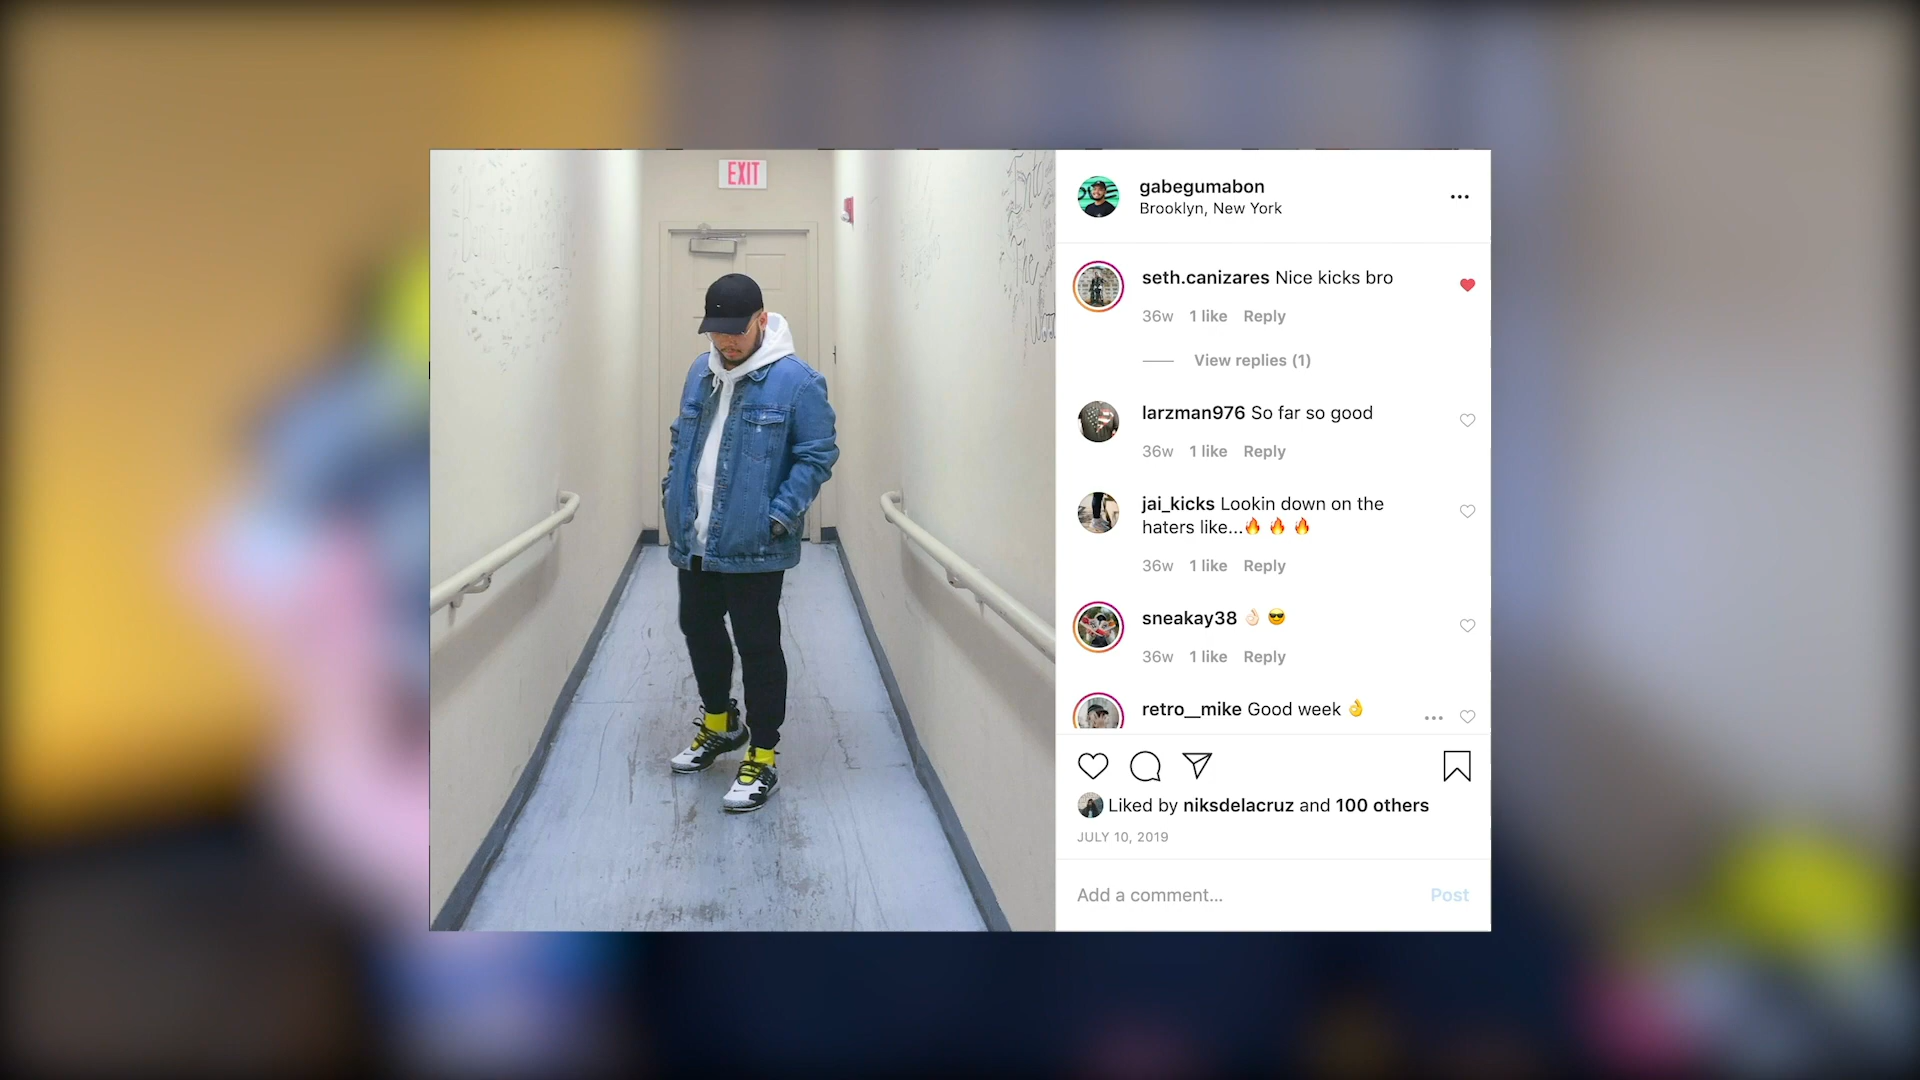 EXIT
gabegumabon
Brooklyn, New York
seth.canizares Nice kicks bro
36w 1 like Reply
View replies (1)
larzman976 So far so good
36w 1 like Reply
jai_kicks Lookin down on the
haters like...🔥 🔥 🔥
36w 1 like Reply
sneakay38 👌🏻 😎
36w 1 like Reply
retro__mike Good week 👌
Liked by niksdelacruz and 100 others
JULY 10, 2019
Add a comment...
Post